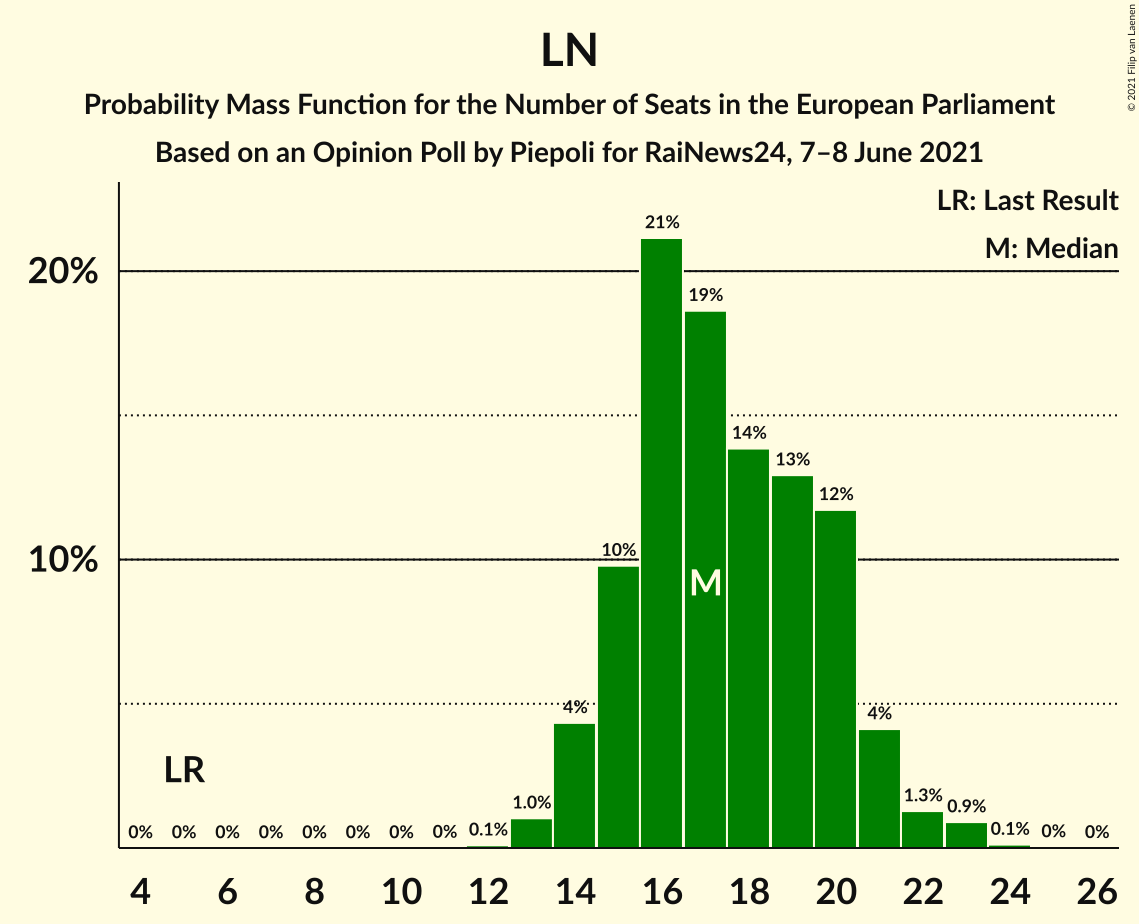 LN
Probability Mass Function for the Number of Seats in the European Parliament
Based on an Opinion Poll by Piepoli for RaiNews24, 7–8 June 2021
© 2021 Filip van Laenen
LR: Last Result
M: Median
20%
10%
LR
M
0% 0% 0% 0% 0% 0% 0% 0% 0.1% 1.0% 4% 10% 21% 19% 14% 13% 12% 4% 1.3% 0.9% 0.1% 0% 0%
4 6 8 10 12 14 16 18 20 22 24 26